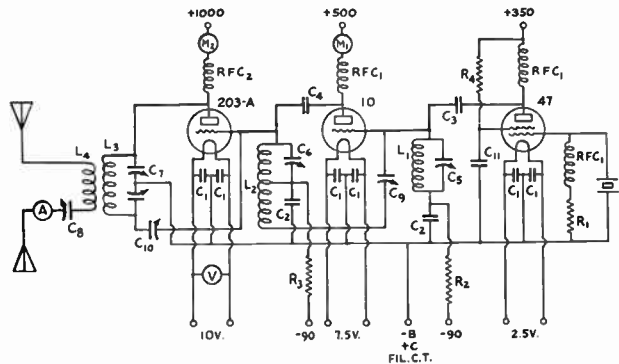 +1000 +500 +350
M2 M1
RFC2 RFC1 R4 RFC1
203-A C4 10 C3 47
L4 L3 C7 C6 L1 C5
C1 C1 L2 C1 C1 C9 C11 C1 C1 RFC1
A C8 C10 C2 C2 R1
V R3 R2
10V. -90 7.5V. -B -90 2.5V.
+C
FIL.C.T.